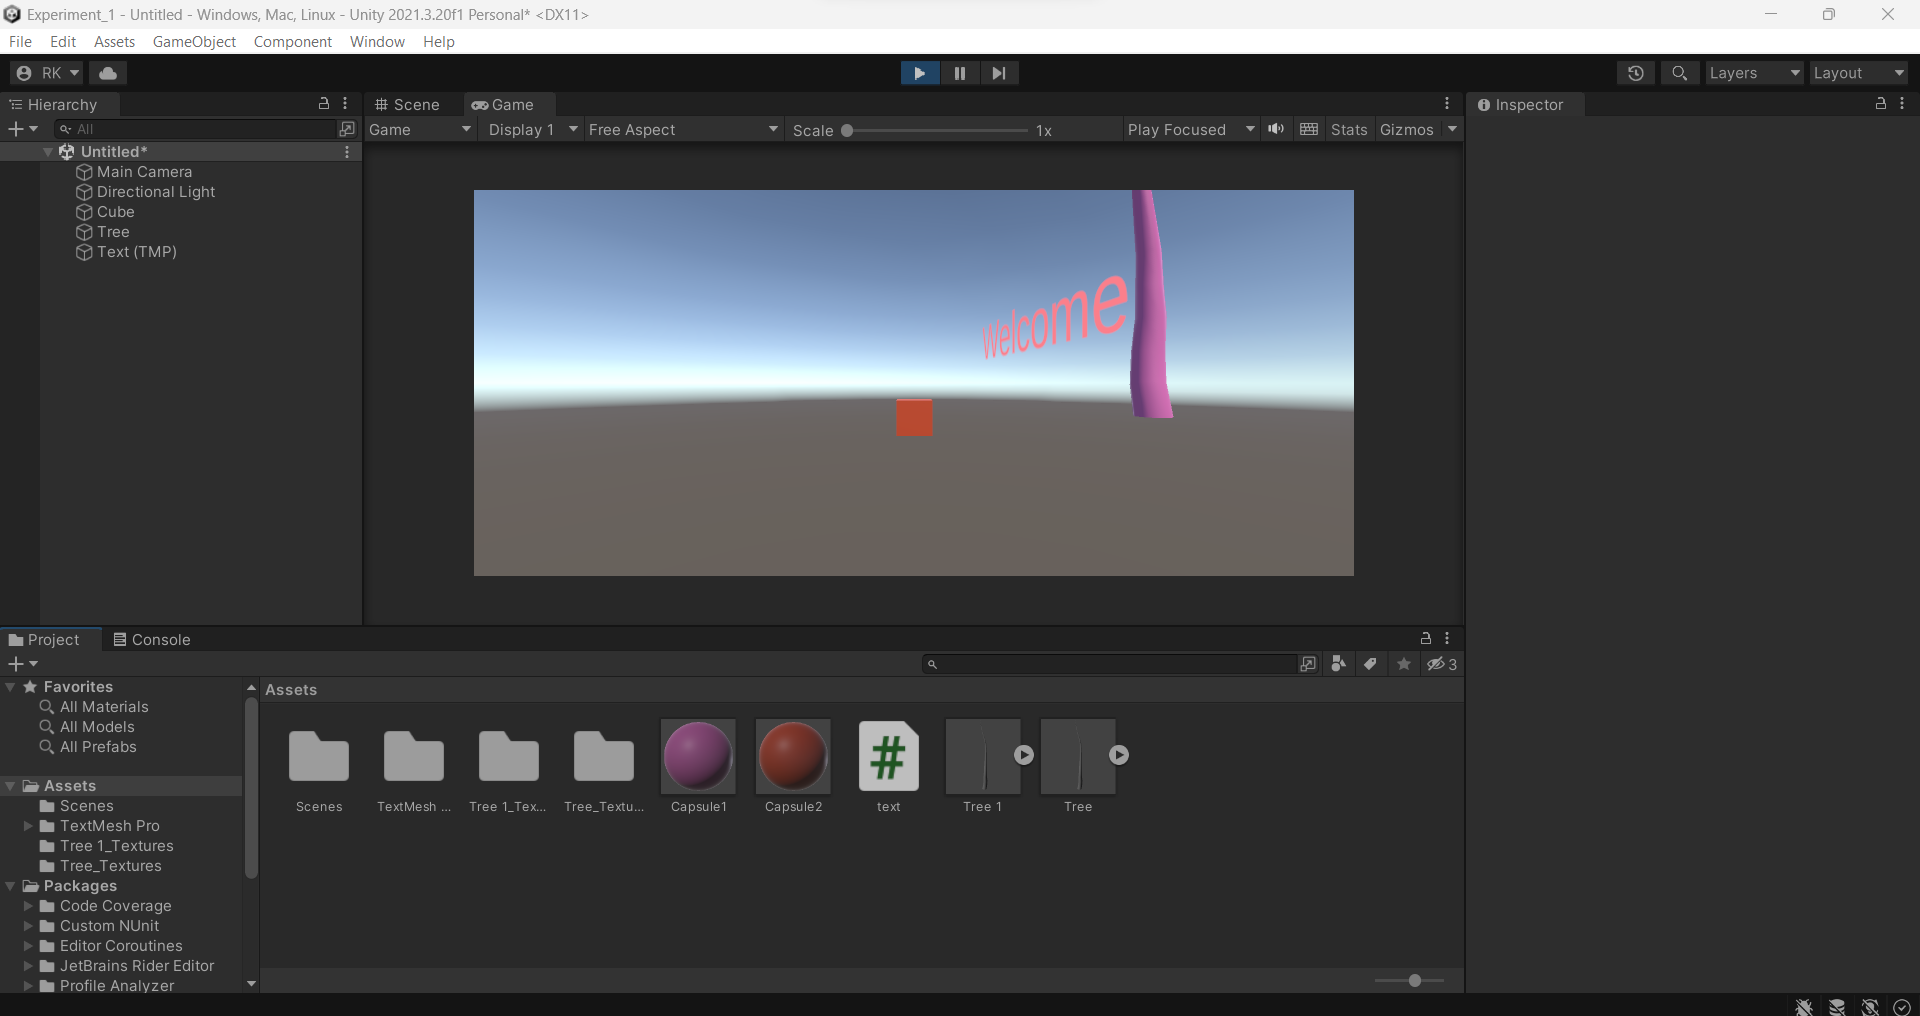 Experiment_1 - Untitled - Windows, Mac, Linux - Unity 2021.3.20f1 Personal* <DX11>
File Edit Assets GameObject Component Window Help
RK Layers Layout
Hierarchy
All
Untitled*
Main Camera
Directional Light
Cube
Tree
Text (TMP)
Scene Game
Game Display 1 Free Aspect Scale 1x Play Focused Stats Gizmos
Welcome
Inspector
Project Console
3
Favorites
All Materials
All Models
All Prefabs
Assets
Scenes
TextMesh Pro
Tree 1_Textures
Tree_Textures
Packages
Code Coverage
Custom NUnit
Editor Coroutines
JetBrains Rider Editor
Profile Analyzer
Assets
#
Scenes TextMesh ... Tree 1_Tex... Tree_Textu... Capsule1 Capsule2 text Tree 1 Tree